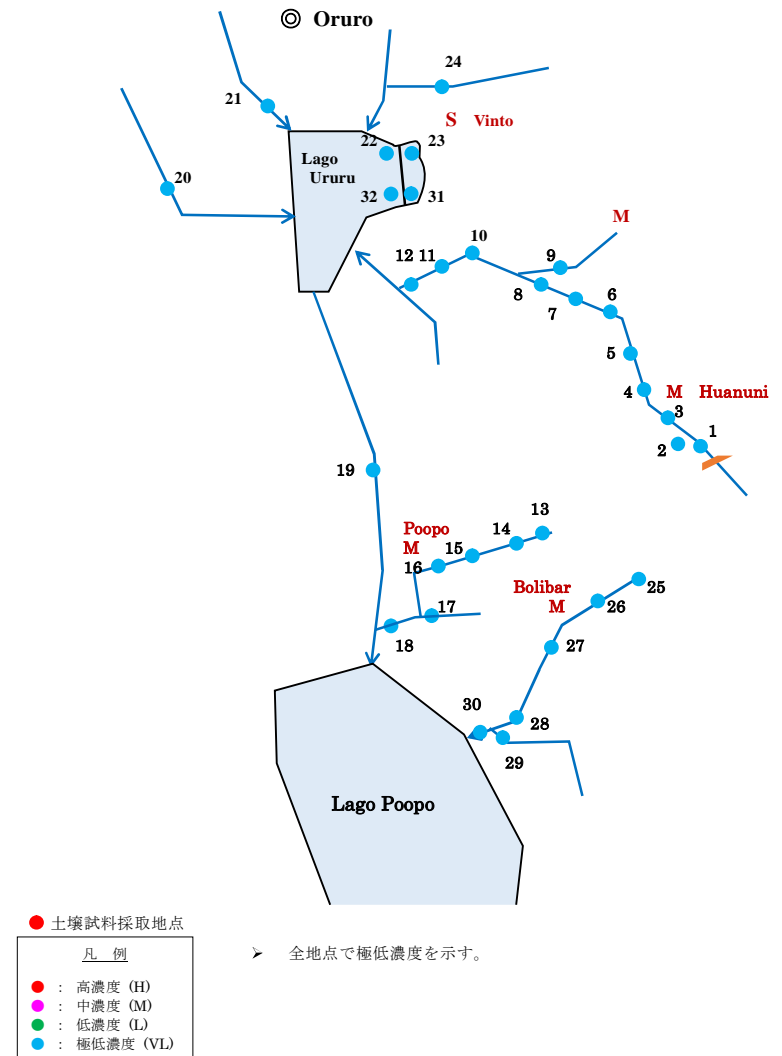 ◎ Oruro
24
21
S Vinto
22
23
Lago
Ururu
20
32
31
M
10
12
11
9
8
7
6
5
4
M Huanuni
3
1
2
19
13
Poopo
M
14
15
16
Bolibar
M
25
26
17
18
27
30
28
29
Lago Poopo
土壌試料採取地点
凡 例
➢ 全地点で極低濃度を示す。
: 高濃度 (H)
: 中濃度 (M)
: 低濃度 (L)
: 極低濃度 (VL)